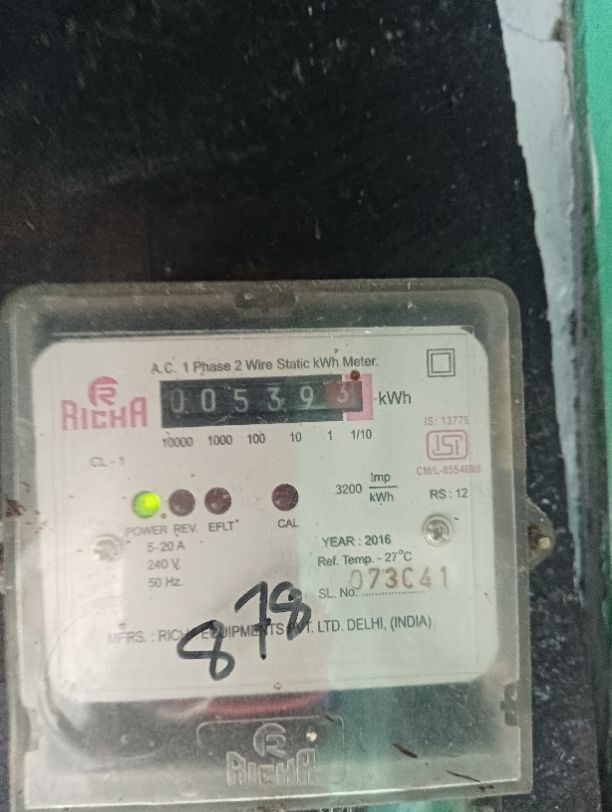 A.C. 1 Phase 2 Wire Static kWh Meter.
RICHA
005393 kWh
10000 1000 100 10 1 1/10
IS: 13779
ISI
CL-1
3200 Imp/kWh
RS: 12
POWER REV. EFLT CAL
5-20 A
240 V.
50 Hz.
YEAR: 2016
Ref. Temp. - 27°C
SL. No. 073C41
878
MFRS.: RICHA EQUIPMENTS PVT. LTD. DELHI, (INDIA)
RICHA